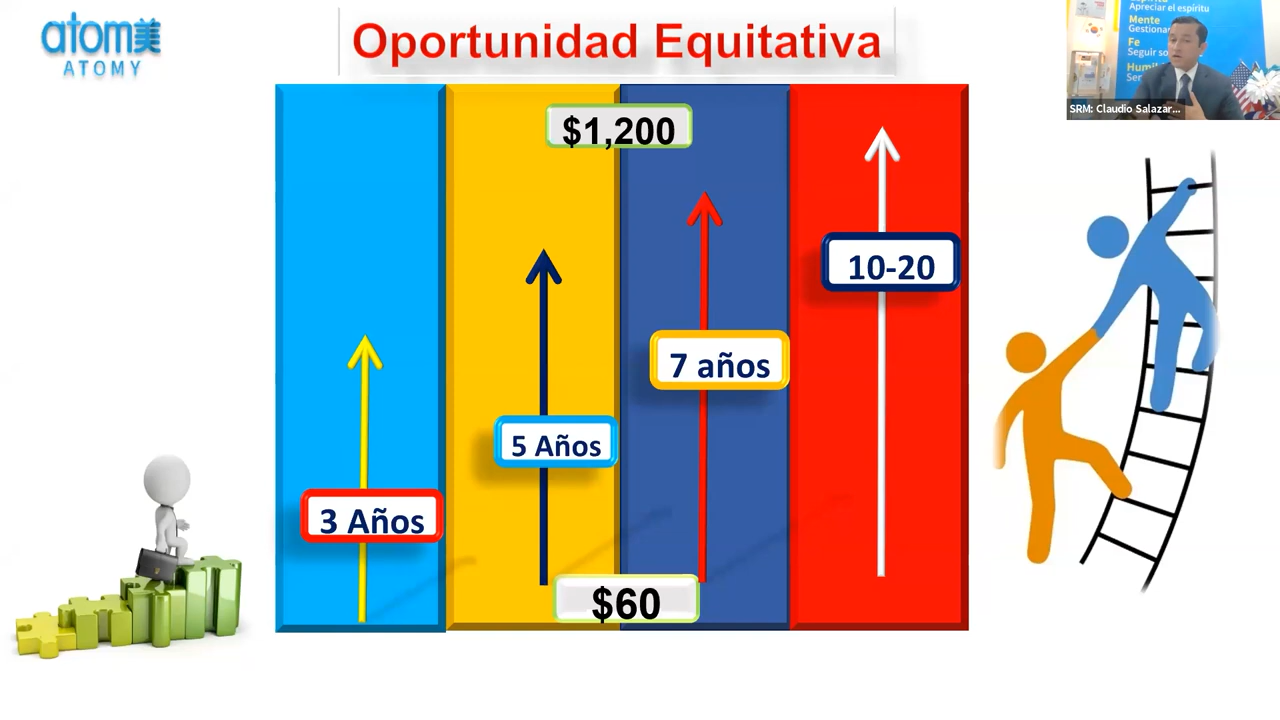 atom美
ATOMY
Oportunidad Equitativa
Apreciar el espíritu
Mente
Fe
Seguir
SRM: Claudio Salazar...
$1,200
10-20
7 años
5 Años
3 Años
$60